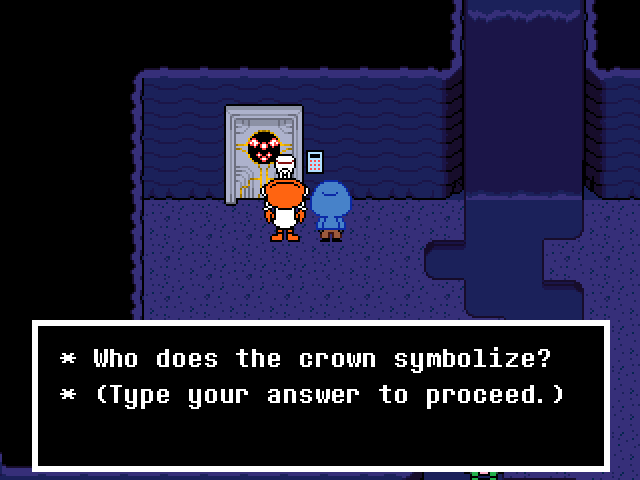 * Who does the crown symbolize?
* (Type your answer to proceed.)